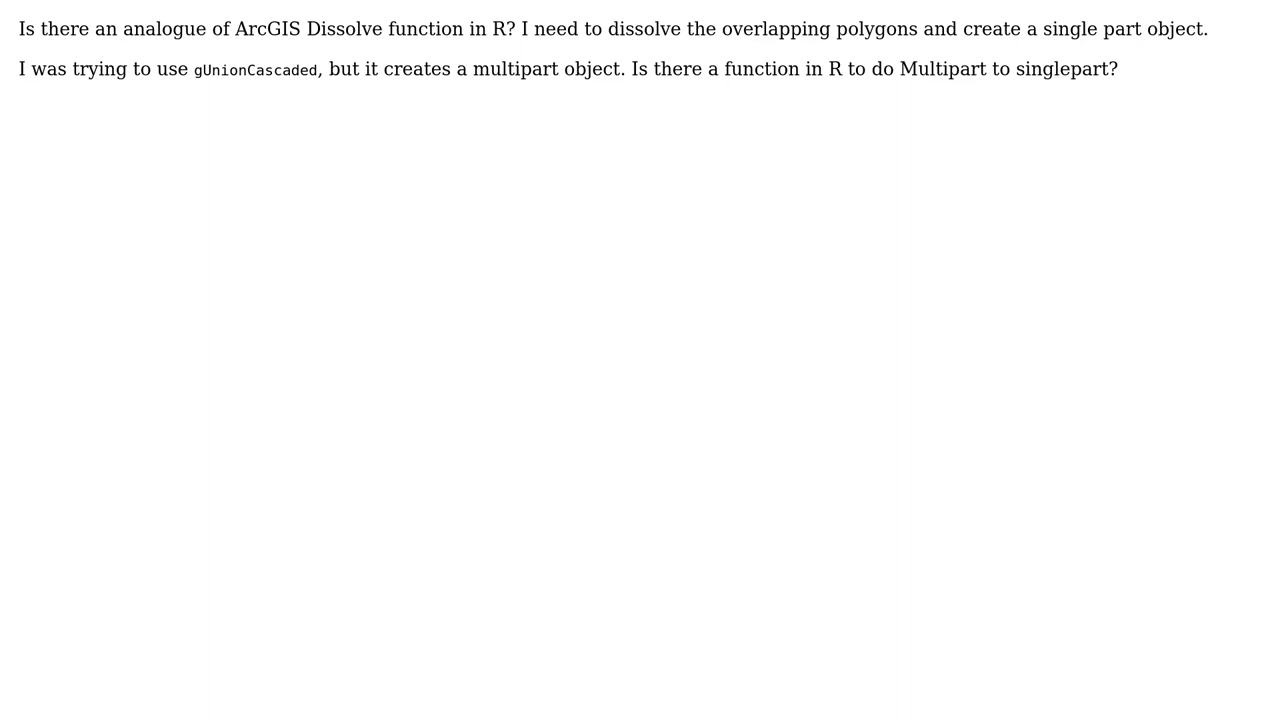 Is there an analogue of ArcGIS Dissolve function in R? I need to dissolve the overlapping polygons and create a single part object.
I was trying to use gUnionCascaded, but it creates a multipart object. Is there a function in R to do Multipart to singlepart?